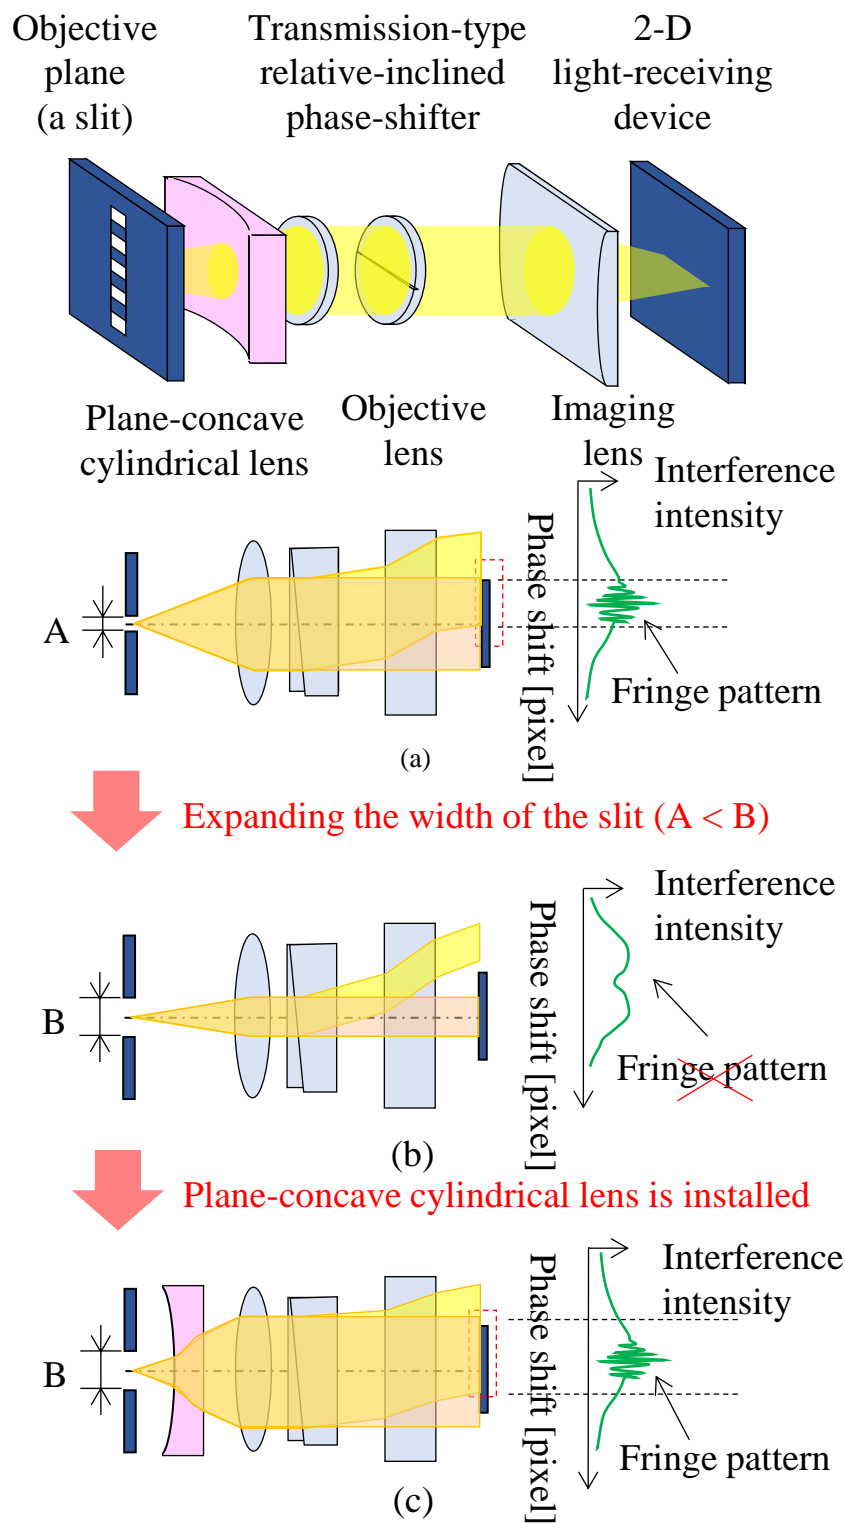 Objective
plane
(a slit)
Transmission-type
relative-inclined
phase-shifter
2-D
light-receiving
device
Plane-concave
cylindrical lens
Objective
lens
Imaging
lens
Interference
intensity
Phase shift [pixel]
A
Fringe pattern
(a)
Expanding the width of the slit (A < B)
Interference
intensity
Phase shift [pixel]
B
Fringe pattern
(b)
Plane-concave cylindrical lens is installed
Interference
intensity
Phase shift [pixel]
B
Fringe pattern
(c)